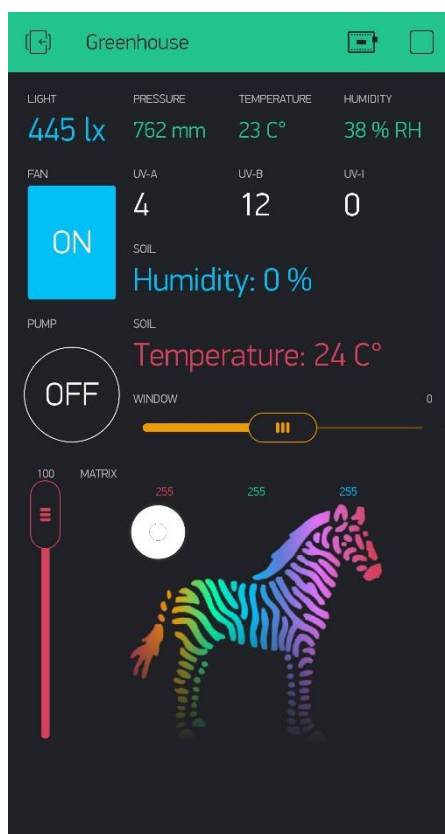 Greenhouse
LIGHT PRESSURE TEMPERATURE HUMIDITY
445 lx 762 mm 23 C° 38 % RH
FAN UV-A UV-B UV-I
ON 4 12 0
SOIL
Humidity: 0 %
PUMP SOIL
Temperature: 24 C°
OFF
WINDOW 0
100 MATRIX
255 255 255